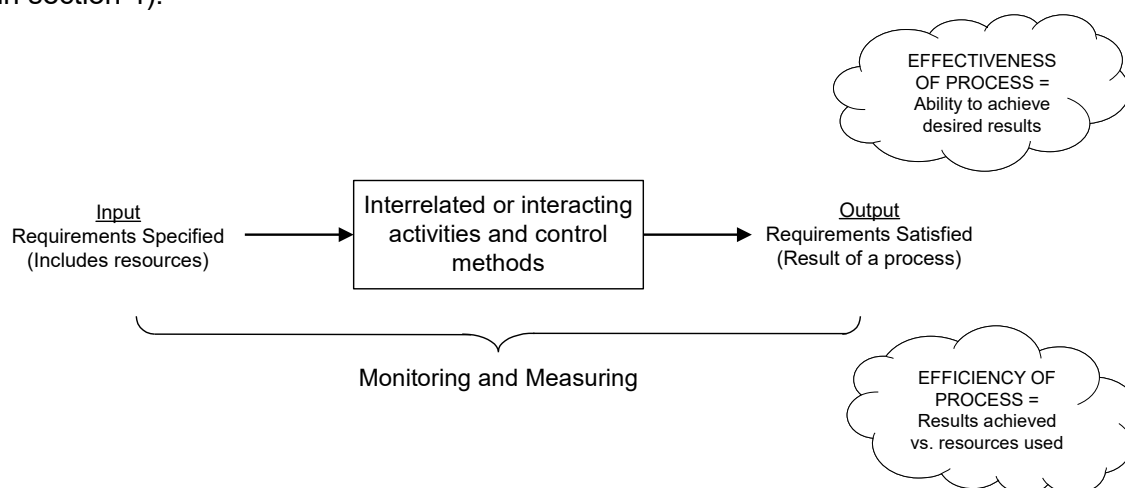 in section 4).
EFFECTIVENESS
OF PROCESS =
Ability to achieve
desired results
Input
Requirements Specified
(Includes resources)
Interrelated or interacting
activities and control
methods
Output
Requirements Satisfied
(Result of a process)
Monitoring and Measuring
EFFICIENCY OF
PROCESS =
Results achieved
vs. resources used